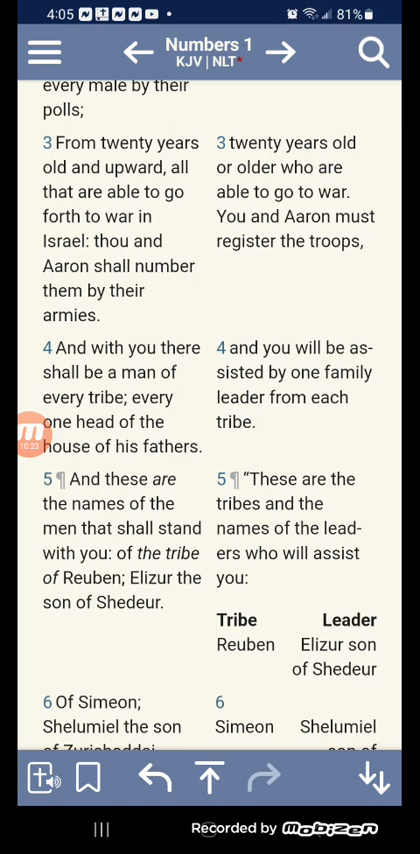 4:05
81%
Numbers 1
KJV | NLT*
every male by their
polls;
3 From twenty years
old and upward, all
that are able to go
forth to war in
Israel: thou and
Aaron shall number
them by their
armies.
3 twenty years old
or older who are
able to go to war.
You and Aaron must
register the troops,
4 And with you there
shall be a man of
every tribe; every
one head of the
house of his fathers.
4 and you will be as-
sisted by one family
leader from each
tribe.
10:23
5 ¶ And these are
the names of the
men that shall stand
with you: of the tribe
of Reuben; Elizur the
son of Shedeur.
5 ¶ “These are the
tribes and the
names of the lead-
ers who will assist
you:
Tribe Leader
Reuben Elizur son
of Shedeur
6 Of Simeon;
Shelumiel the son
of Zurishaddai
6
Simeon Shelumiel
son of
Recorded by mobizen